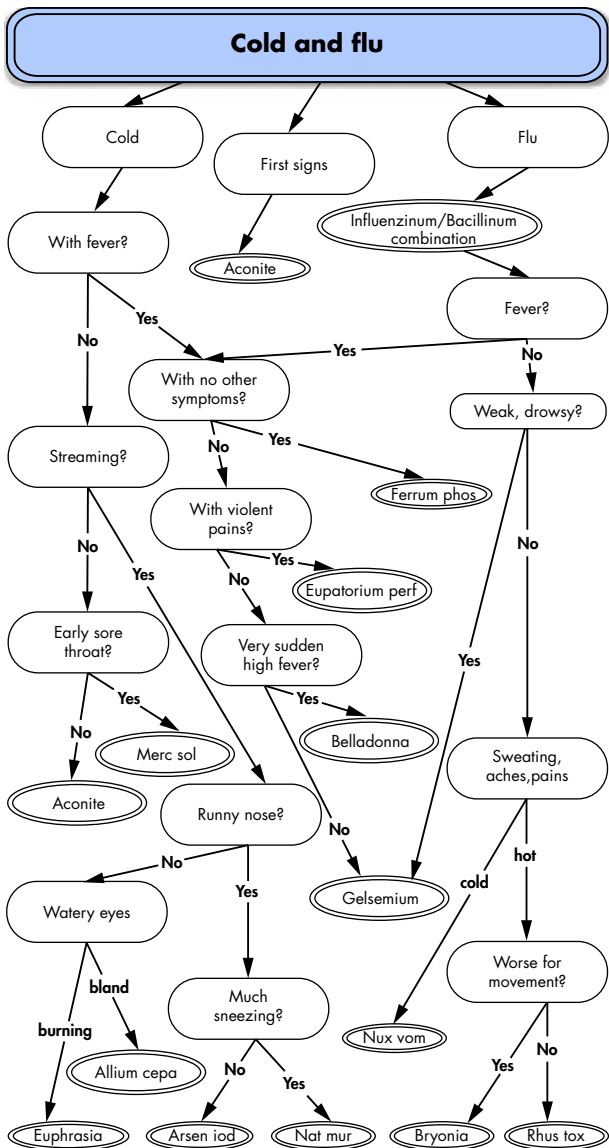 Cold and flu
Cold
First signs
Flu
With fever?
Influenzinum/Bacillinum
combination
Aconite
Fever?
Yes
No
Yes
No
With no other
symptoms?
Weak, drowsy?
Streaming?
No
Yes
Ferrum phos
With violent
pains?
No
Yes
No
Yes
No
Eupatorium perf
Early sore
throat?
Very sudden
high fever?
Yes
Yes
Yes
No
Merc sol
Belladonna
Sweating,
aches,pains
Aconite
Runny nose?
No
No
Yes
hot
cold
Gelsemium
Watery eyes
Worse for
movement?
bland
Much
sneezing?
burning
Nux vom
Allium cepa
No
Yes
Yes
No
Euphrasia
Arsen iod
Nat mur
Bryonia
Rhus tox